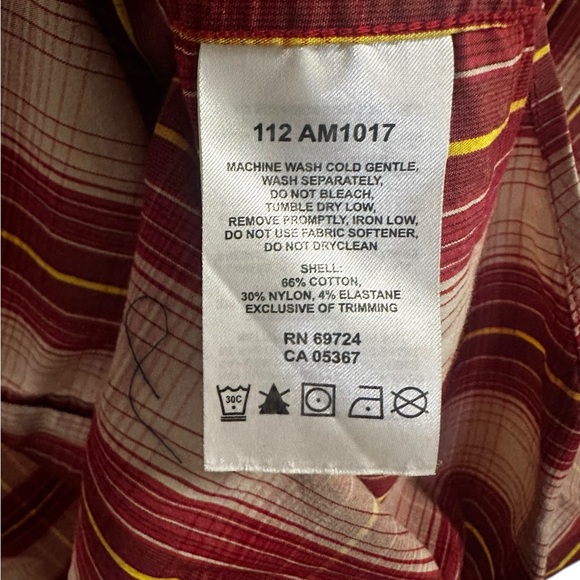 112 AM1017
MACHINE WASH COLD GENTLE,
WASH SEPARATELY,
DO NOT BLEACH,
TUMBLE DRY LOW,
REMOVE PROMPTLY, IRON LOW,
DO NOT USE FABRIC SOFTENER,
DO NOT DRYCLEAN
SHELL:
66% COTTON,
30% NYLON, 4% ELASTANE
EXCLUSIVE OF TRIMMING
RN 69724
CA 05367
30C